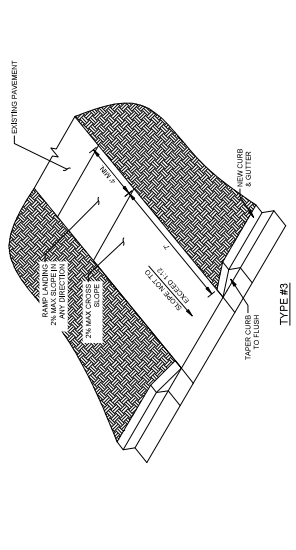 EXISTING PAVEMENT
RAMP LANDING
2% MAX SLOPE IN
ANY DIRECTION
2% MAX CROSS
SLOPE
4' MIN
7'
SLOPE NOT TO
EXCEED 1:12
NEW CURB
& GUTTER
TAPER CURB
TO FLUSH
TYPE #3